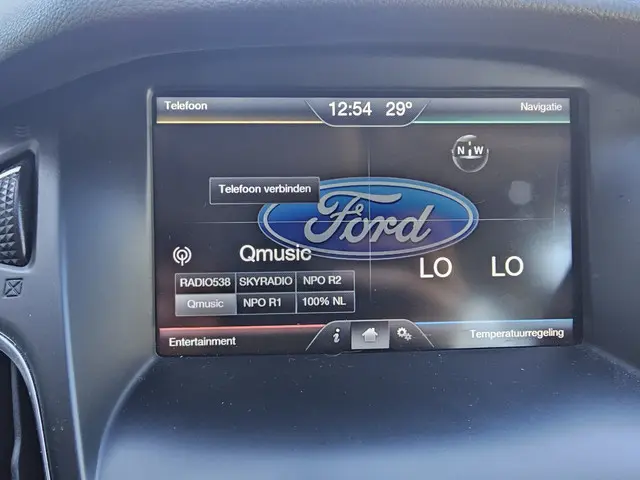 Telefoon
12:54 29°
Navigatie
N W
Telefoon verbinden
Ford
Qmusic
LO LO
RADIO538 SKYRADIO NPO R2
Qmusic NPO R1 100% NL
Entertainment
i
Temperatuurregeling